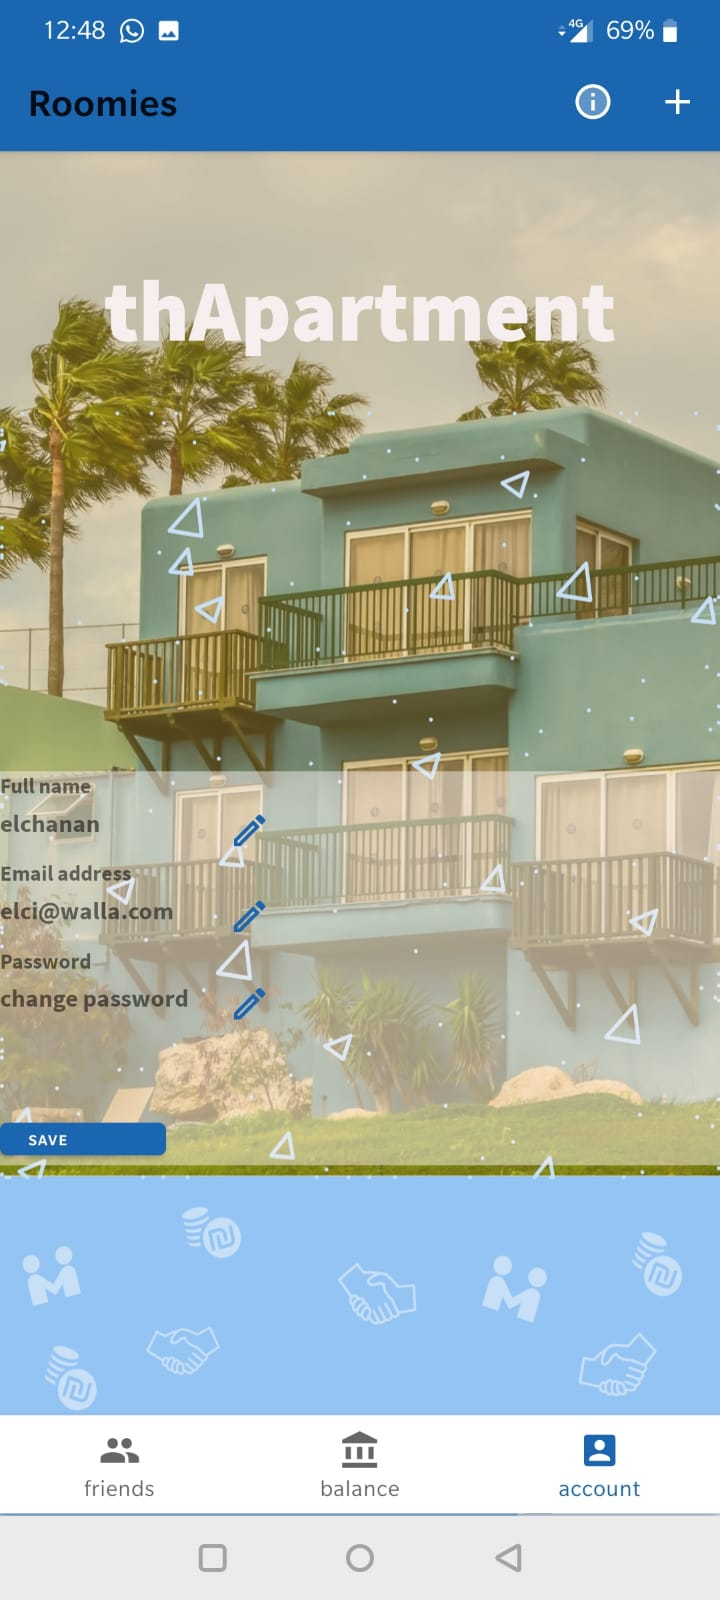 12:48
4G
69%
Roomies
thApartment
Full name
elchanan
Email address
elci@walla.com
Password
change password
SAVE
friends
balance
account